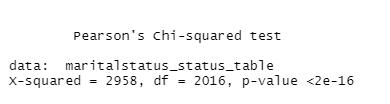 Pearson's Chi-squared test
data: maritalstatus_status_table
X-squared = 2958, df = 2016, p-value <2e-16